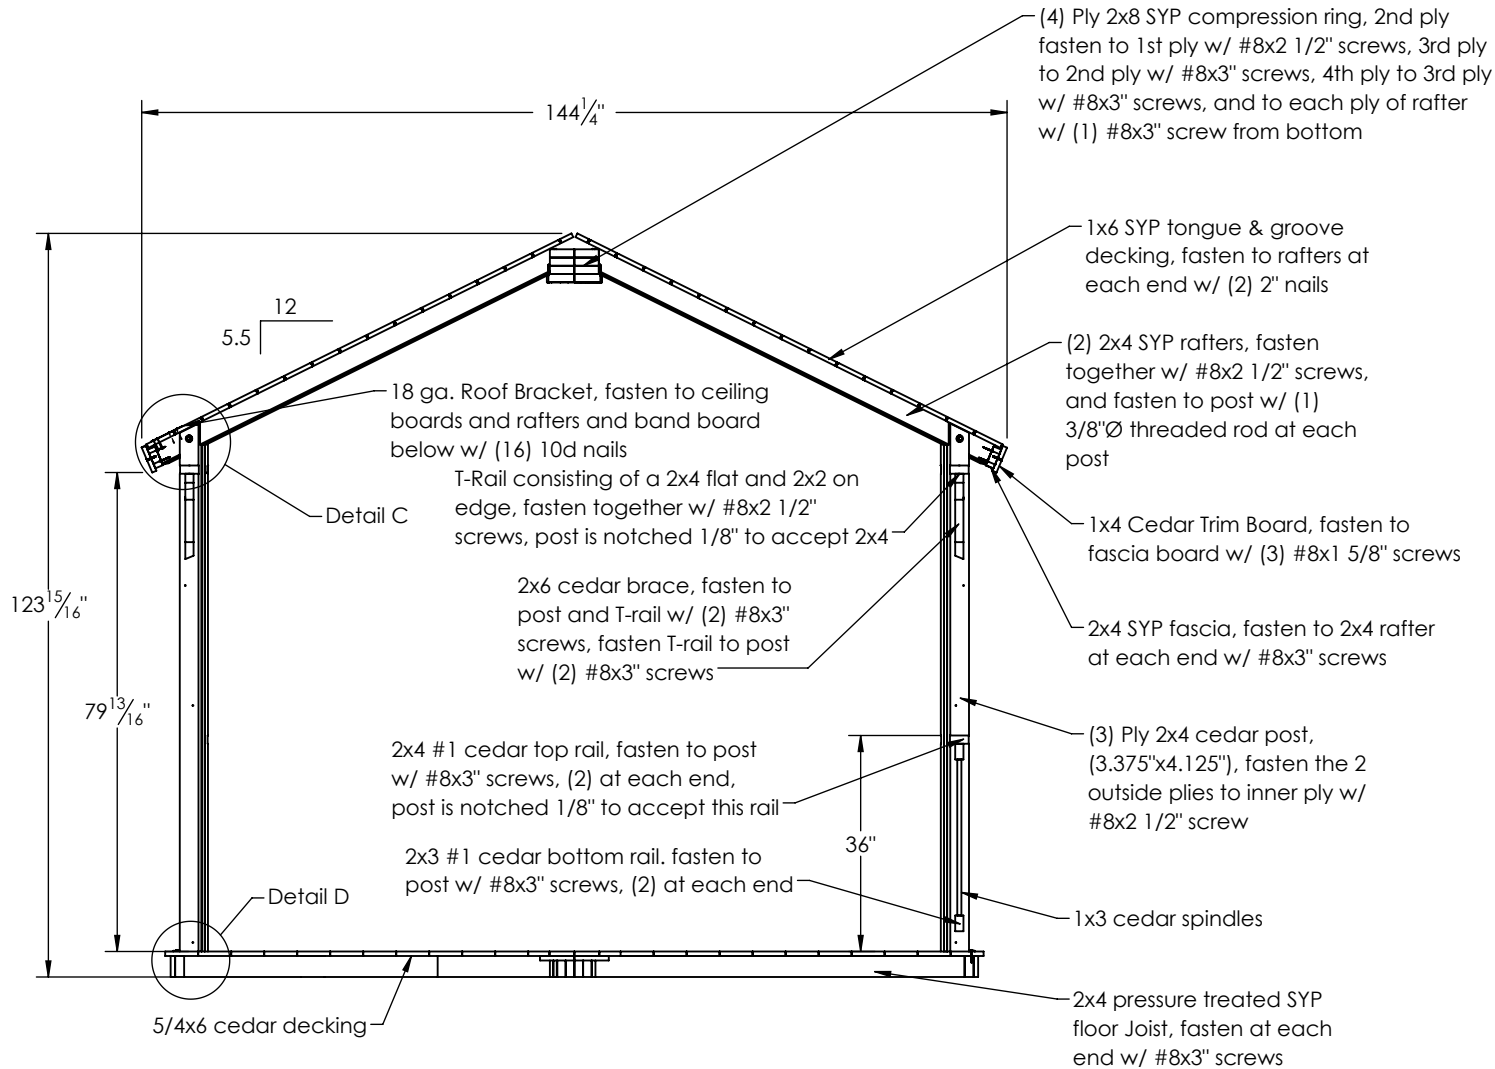 (4) Ply 2x8 SYP compression ring, 2nd ply
fasten to 1st ply w/ #8x2 1/2" screws, 3rd ply
to 2nd ply w/ #8x3" screws, 4th ply to 3rd ply
w/ #8x3" screws, and to each ply of rafter
w/ (1) #8x3" screw from bottom
144 1/4"
1x6 SYP tongue & groove
decking, fasten to rafters at
each end w/ (2) 2" nails
12
5.5
(2) 2x4 SYP rafters, fasten
together w/ #8x2 1/2" screws,
and fasten to post w/ (1)
3/8"Ø threaded rod at each
post
18 ga. Roof Bracket, fasten to ceiling
boards and rafters and band board
below w/ (16) 10d nails
T-Rail consisting of a 2x4 flat and 2x2 on
edge, fasten together w/ #8x2 1/2"
screws, post is notched 1/8" to accept 2x4
Detail C
1x4 Cedar Trim Board, fasten to
fascia board w/ (3) #8x1 5/8" screws
2x6 cedar brace, fasten to
post and T-rail w/ (2) #8x3"
screws, fasten T-rail to post
w/ (2) #8x3" screws
123 15/16"
2x4 SYP fascia, fasten to 2x4 rafter
at each end w/ #8x3" screws
79 13/16"
2x4 #1 cedar top rail, fasten to post
w/ #8x3" screws, (2) at each end,
post is notched 1/8" to accept this rail
(3) Ply 2x4 cedar post,
(3.375"x4.125"), fasten the 2
outside plies to inner ply w/
#8x2 1/2" screw
36"
2x3 #1 cedar bottom rail. fasten to
post w/ #8x3" screws, (2) at each end
Detail D
1x3 cedar spindles
5/4x6 cedar decking
2x4 pressure treated SYP
floor Joist, fasten at each
end w/ #8x3" screws